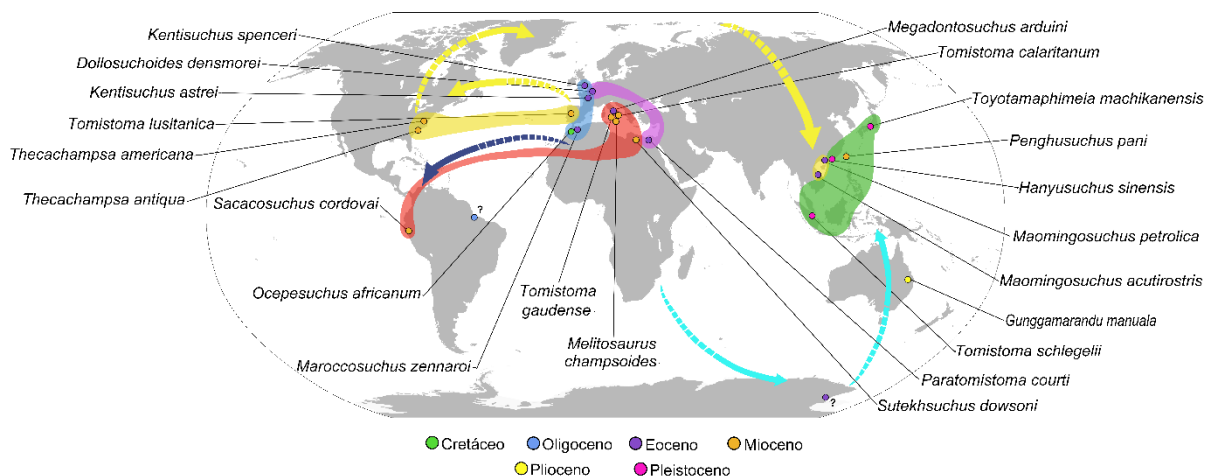 Kentisuchus spenceri
Dollosuchoides densmorei
Kentisuchus astrei
Tomistoma lusitanica
Thecachampsa americana
Thecachampsa antiqua
Sacacosuchus cordovai
?
Ocepesuchus africanum
Maroccosuchus zennaroi
Tomistoma
gaudense
Melitosaurus
champsoides
Megadontosuchus arduini
Tomistoma calaritanum
Toyotamaphimeia machikanensis
Penghusuchus pani
Hanyusuchus sinensis
Maomingosuchus petrolica
Maomingosuchus acutirostris
Gunggamarandu manuala
Tomistoma schlegelii
Paratomistoma courti
Sutekhsuchus dowsoni
?
Cretáceo Oligoceno Eoceno Mioceno
Plioceno Pleistoceno